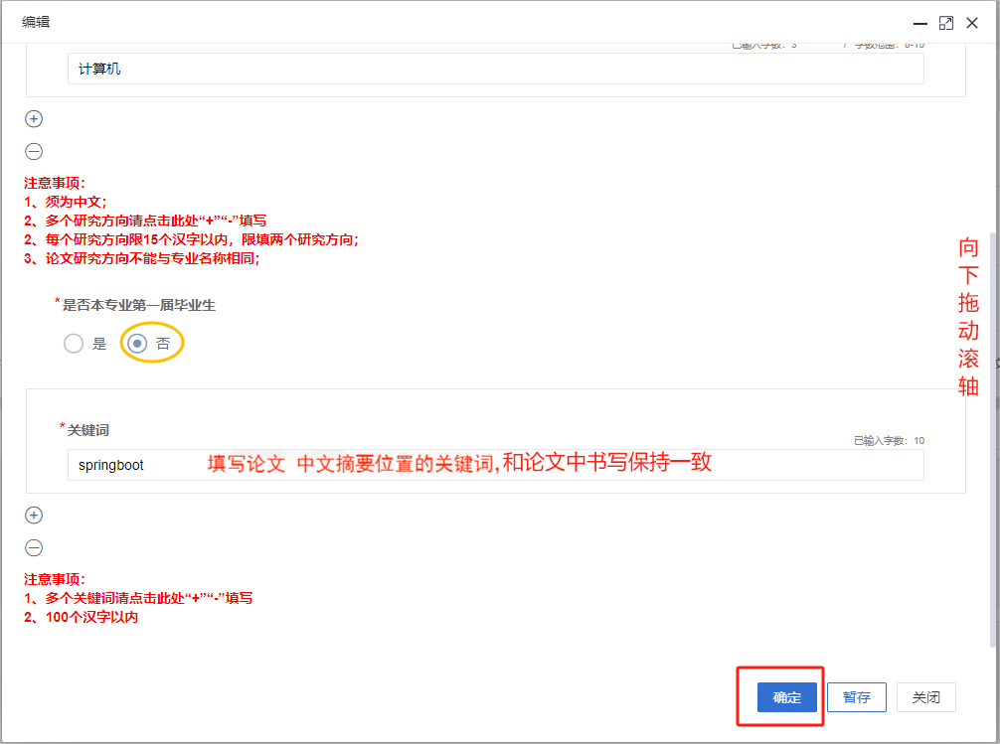 编辑
已输入字数：3 / 字数范围：0-15
计算机
注意事项：
1、须为中文；
2、多个研究方向请点击此处“+”“-”填写
2、每个研究方向限15个汉字以内，限填两个研究方向；
3、论文研究方向不能与专业名称相同；
向下拖动滚轴
*是否本专业第一届毕业生
是 否
*关键词
已输入字数：10
springboot 填写论文 中文摘要位置的关键词,和论文中书写保持一致
注意事项：
1、多个关键词请点击此处“+”“-”填写
2、100个汉字以内
确定 暂存 关闭